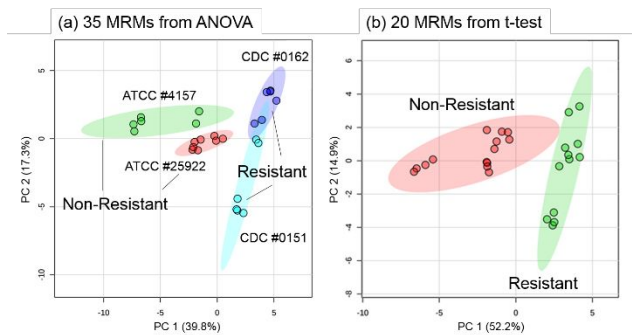 (a) 35 MRMs from ANOVA
CDC #0162
ATCC #4157
ATCC #25922
Resistant
Non-Resistant
CDC #0151
PC 2 (17.3%)
5
0
-5
-10
-10
-5
0
5
PC 1 (39.8%)
(b) 20 MRMs from t-test
Non-Resistant
Resistant
PC 2 (14.9%)
6
4
2
0
-2
-4
-6
-8
-10
-5
0
5
PC 1 (52.2%)